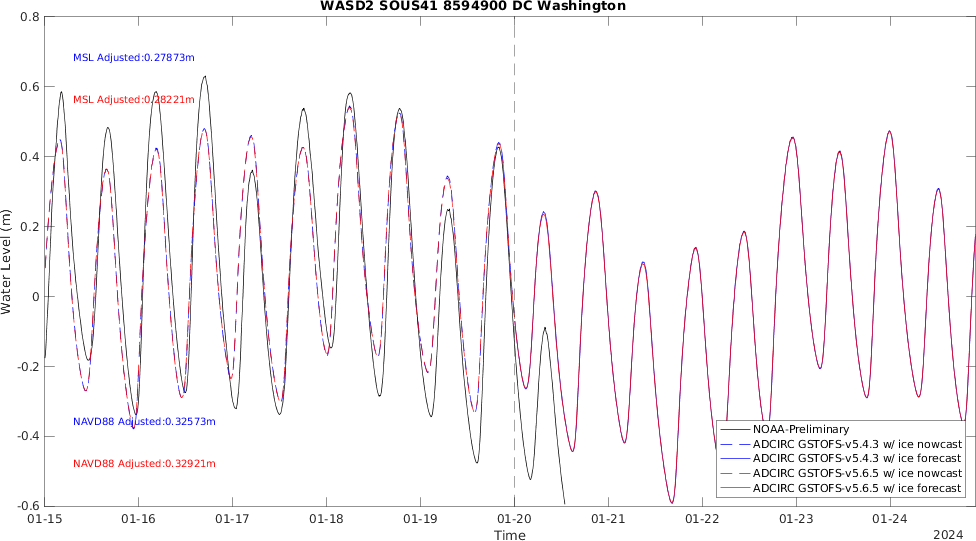 WASD2 SOUS41 8594900 DC Washington
0.8
MSL Adjusted:0.27873m
0.6
MSL Adjusted:0.28221m
0.4
0.2
Water Level (m)
0
-0.2
NAVD88 Adjusted:0.32573m
-0.4
NAVD88 Adjusted:0.32921m
-0.6
NOAA-Preliminary
ADCIRC GSTOFS-v5.4.3 w/ ice nowcast
ADCIRC GSTOFS-v5.4.3 w/ ice forecast
ADCIRC GSTOFS-v5.6.5 w/ ice nowcast
ADCIRC GSTOFS-v5.6.5 w/ ice forecast
01-15 01-16 01-17 01-18 01-19 01-20 01-21 01-22 01-23 01-24
Time
2024